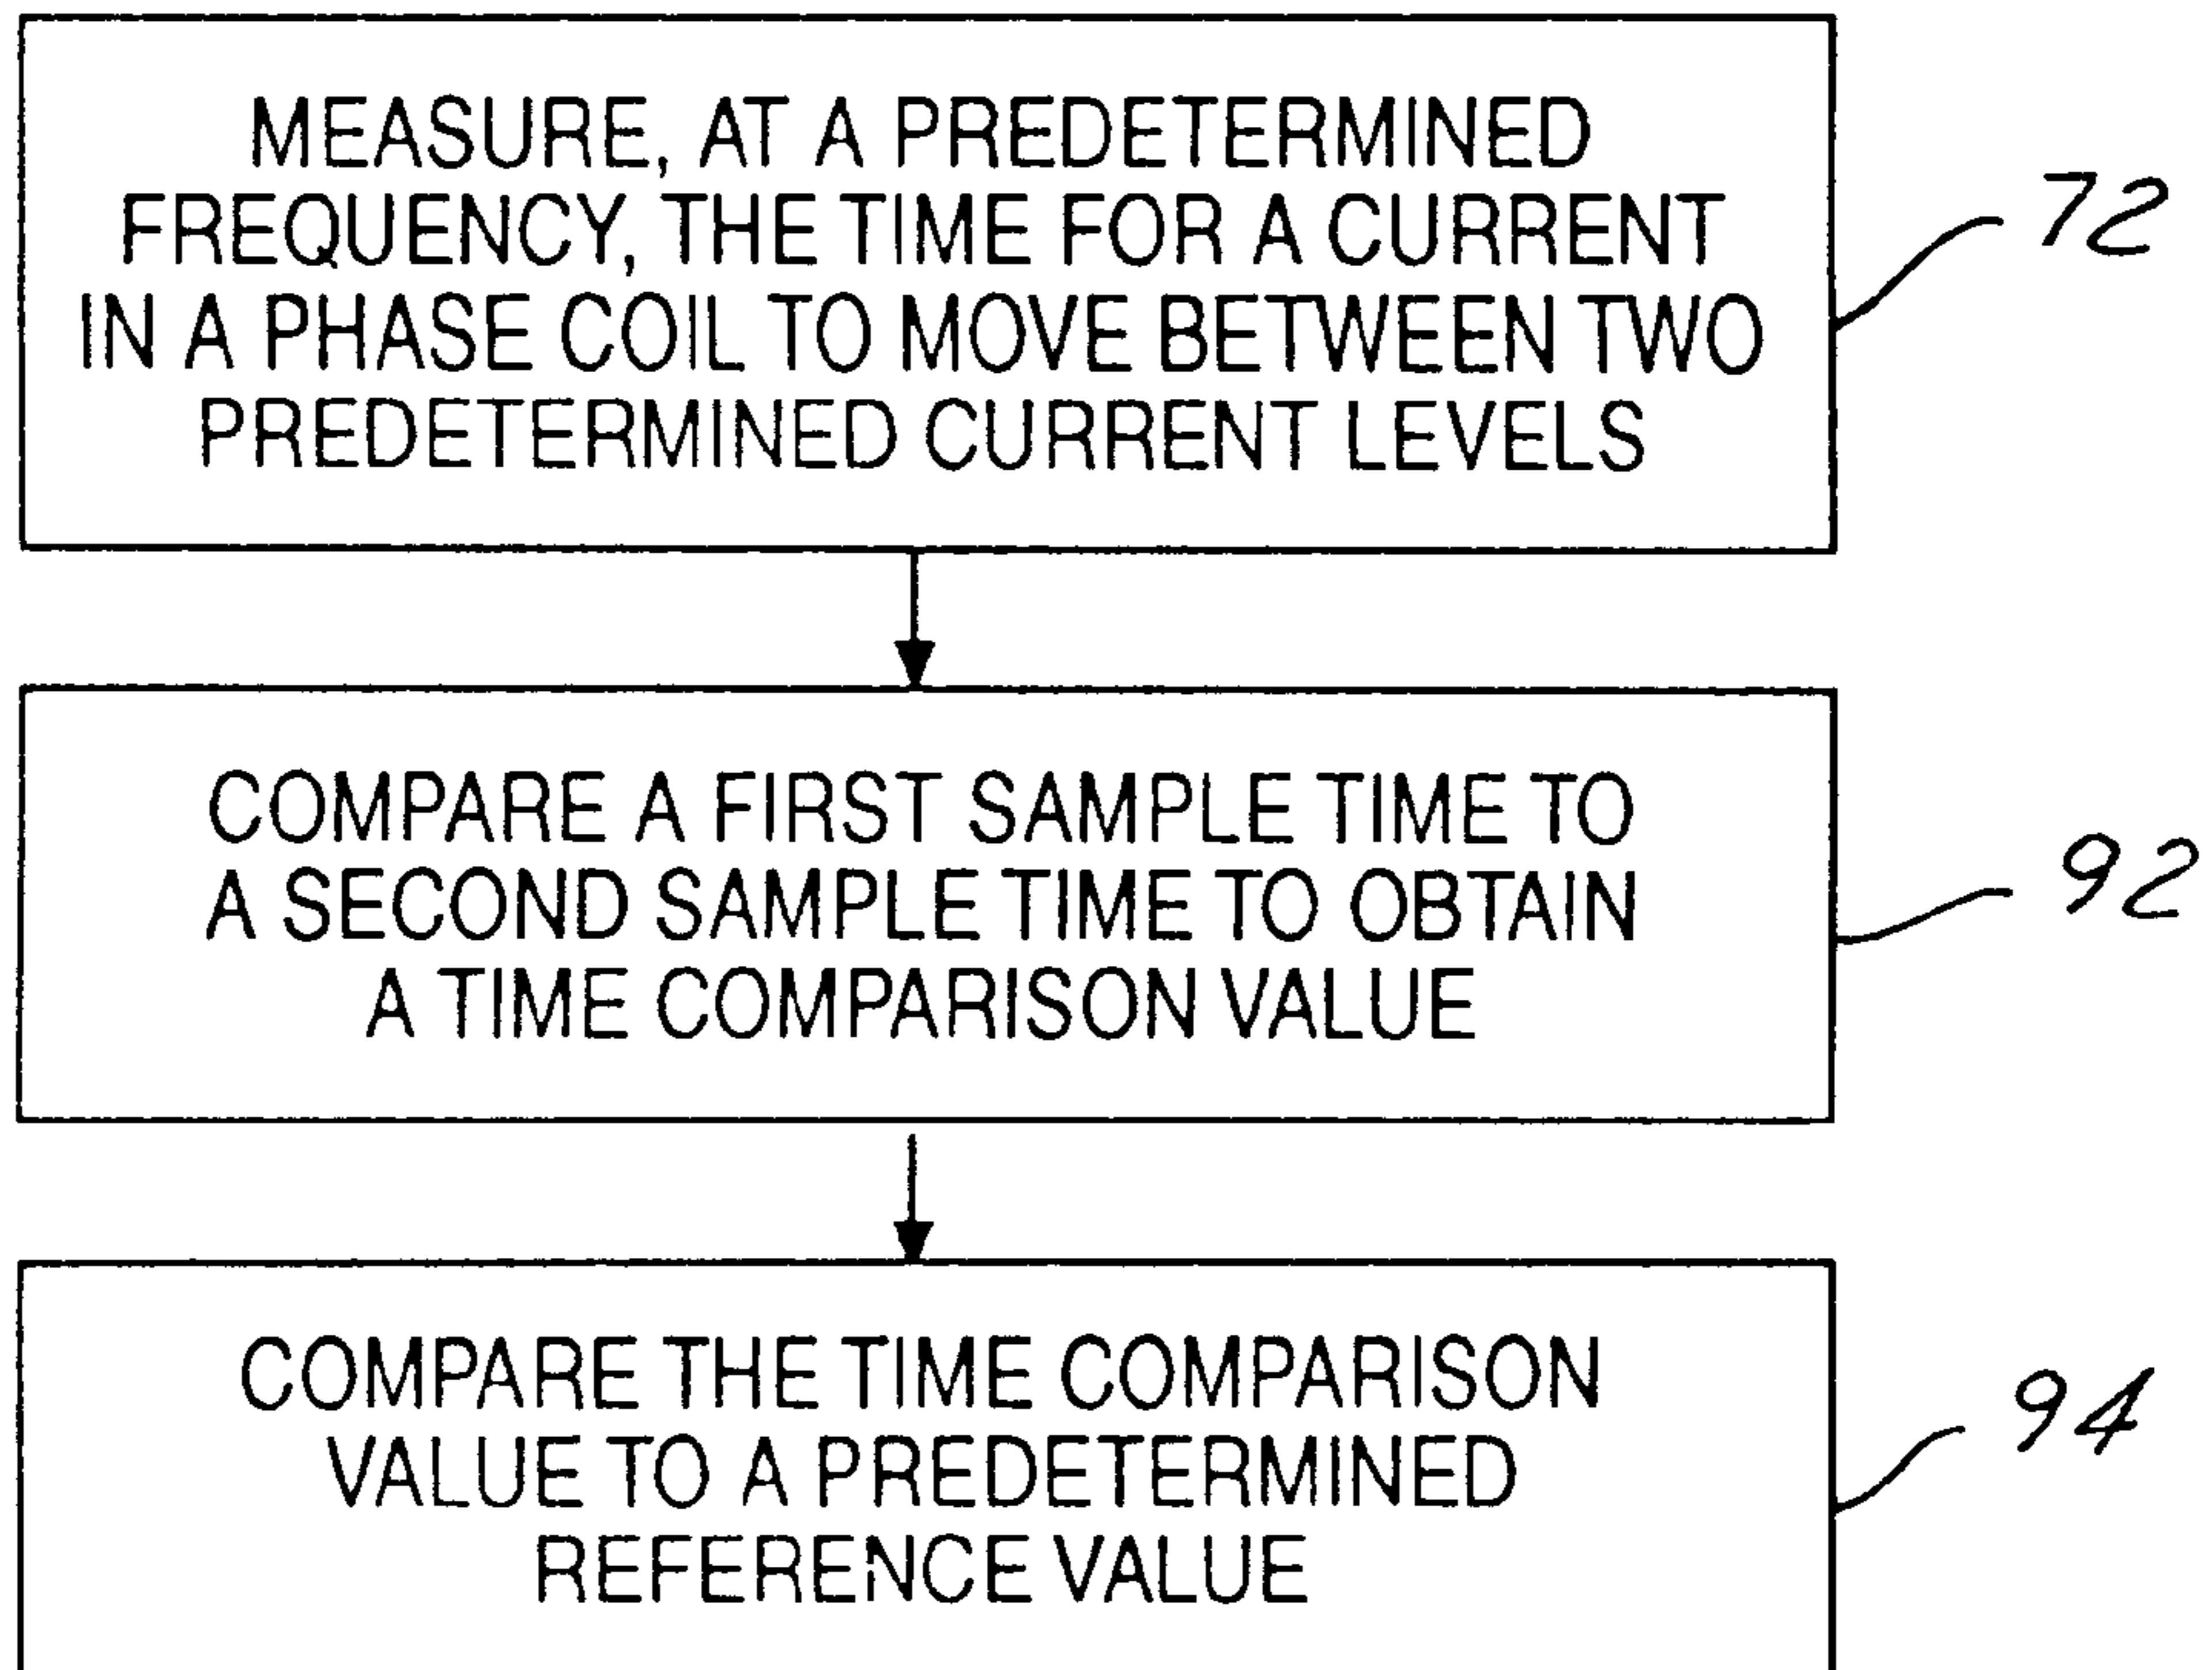 MEASURE, AT A PREDETERMINED
FREQUENCY, THE TIME FOR A CURRENT
IN A PHASE COIL TO MOVE BETWEEN TWO
PREDETERMINED CURRENT LEVELS
72
COMPARE A FIRST SAMPLE TIME TO
A SECOND SAMPLE TIME TO OBTAIN
A TIME COMPARISON VALUE
92
COMPARE THE TIME COMPARISON
VALUE TO A PREDETERMINED
REFERENCE VALUE
94